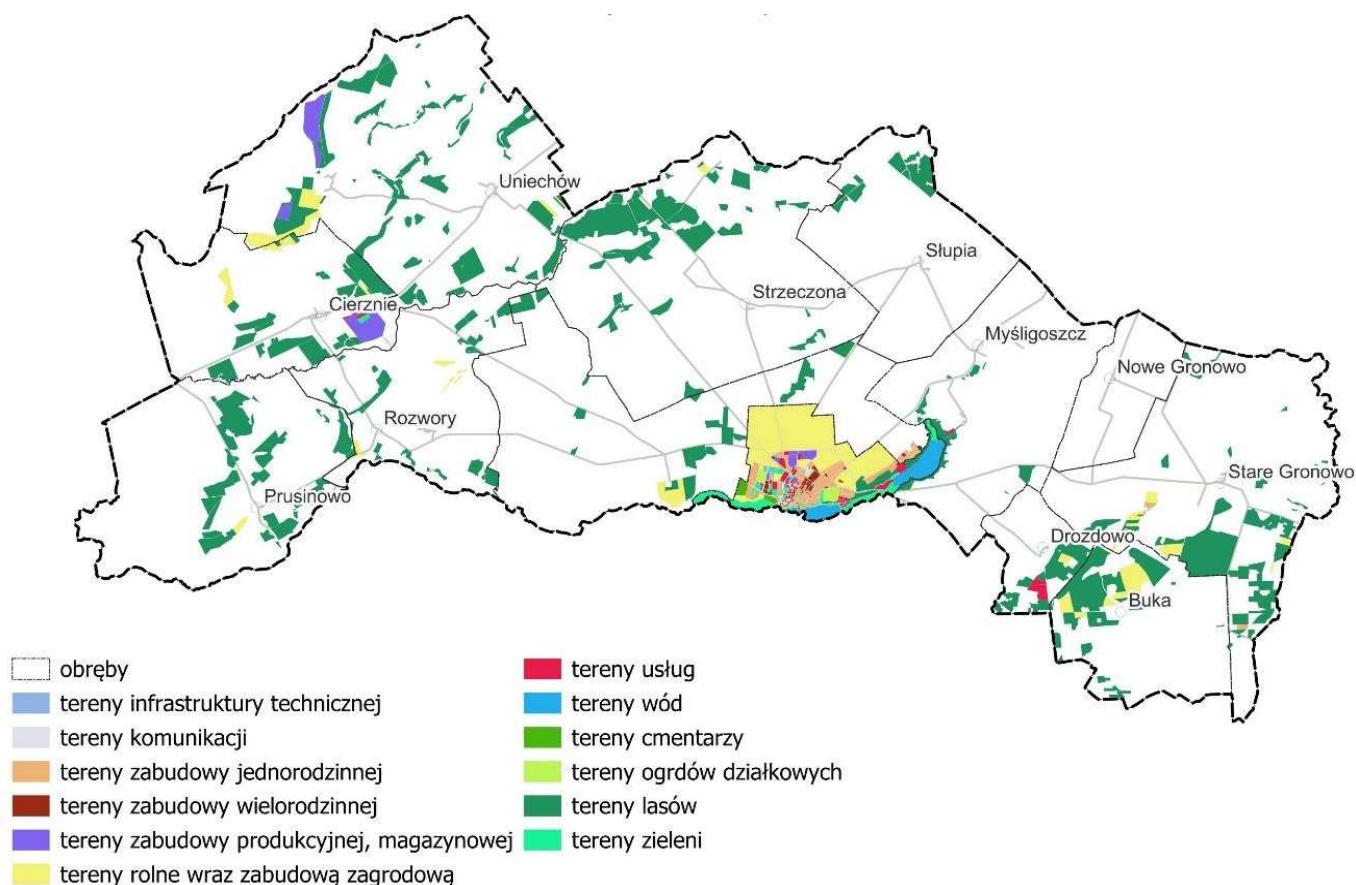 Uniechów
Słupia
Strzeczona
Cierznie
Myśligoszcz
Nowe Gronowo
Rozwory
Stare Gronowo
Prusinowo
Drozdowo
Buka
obręby
tereny infrastruktury technicznej
tereny komunikacji
tereny zabudowy jednorodzinnej
tereny zabudowy wielorodzinnej
tereny zabudowy produkcyjnej, magazynowej
tereny rolne wraz zabudową zagrodową
tereny usług
tereny wód
tereny cmentarzy
tereny ogrdów działkowych
tereny lasów
tereny zieleni